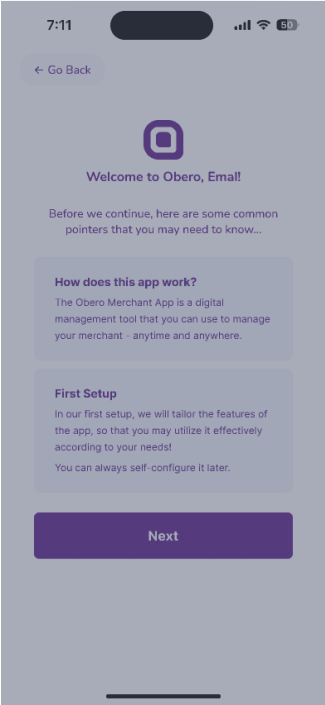 7:11
50
← Go Back
Welcome to Obero, Emal!
Before we continue, here are some common
pointers that you may need to know...
How does this app work?
The Obero Merchant App is a digital
management tool that you can use to manage
your merchant - anytime and anywhere.
First Setup
In our first setup, we will tailor the features of
the app, so that you may utilize it effectively
according to your needs!
You can always self-configure it later.
Next